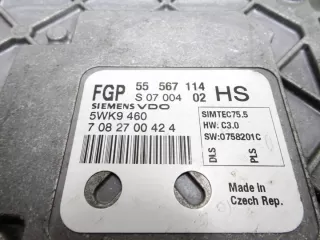 FGP 55 567 114
S 07 004 02 HS
SIEMENS VDO
5WK9 460
7 08 27 00 42 4
SIMTEC75.5
HW: C3.0
SW:0758201C
DLS
PLS
Made in
Czech Rep.